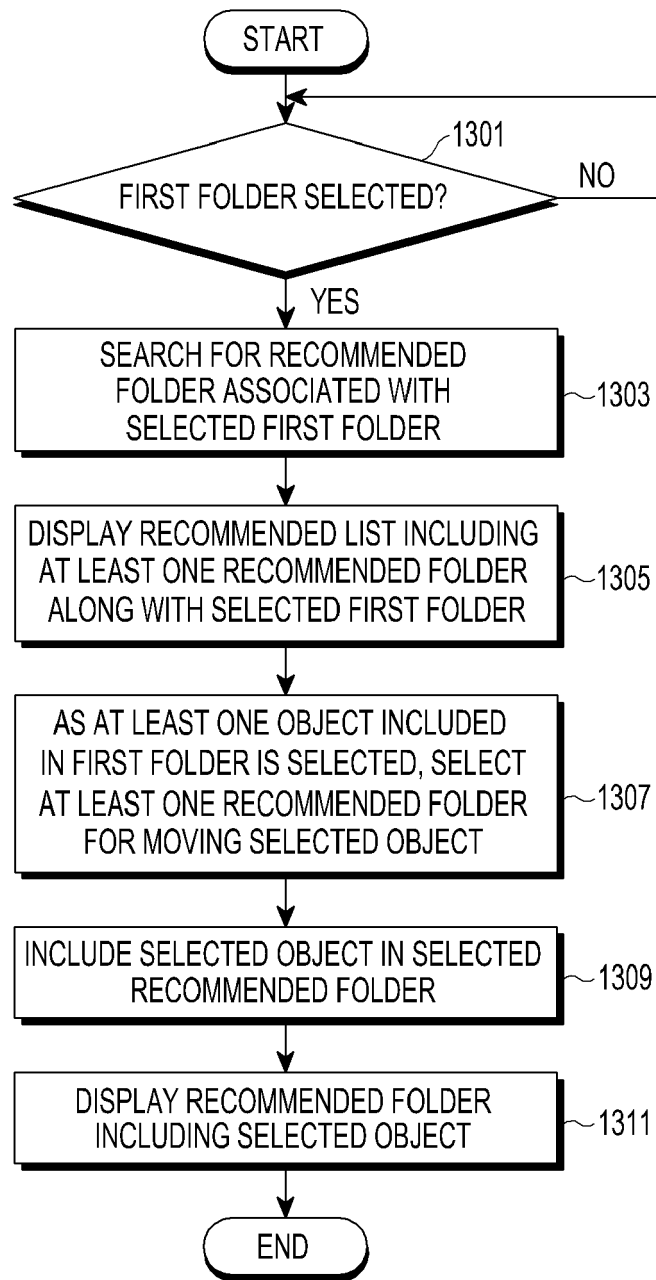 START
1301
FIRST FOLDER SELECTED?
NO
YES
SEARCH FOR RECOMMENDED
FOLDER ASSOCIATED WITH
SELECTED FIRST FOLDER
1303
DISPLAY RECOMMENDED LIST INCLUDING
AT LEAST ONE RECOMMENDED FOLDER
ALONG WITH SELECTED FIRST FOLDER
1305
AS AT LEAST ONE OBJECT INCLUDED
IN FIRST FOLDER IS SELECTED, SELECT
AT LEAST ONE RECOMMENDED FOLDER
FOR MOVING SELECTED OBJECT
1307
INCLUDE SELECTED OBJECT IN SELECTED
RECOMMENDED FOLDER
1309
DISPLAY RECOMMENDED FOLDER
INCLUDING SELECTED OBJECT
1311
END